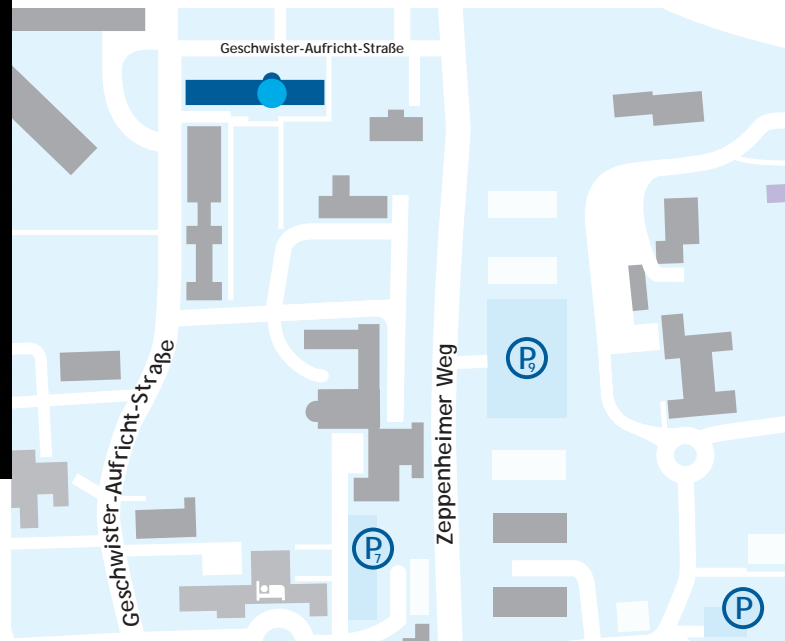 Geschwister-Aufricht-Straße
Geschwister-Aufricht-Straße
Zeppenheimer Weg
P9
P7
P